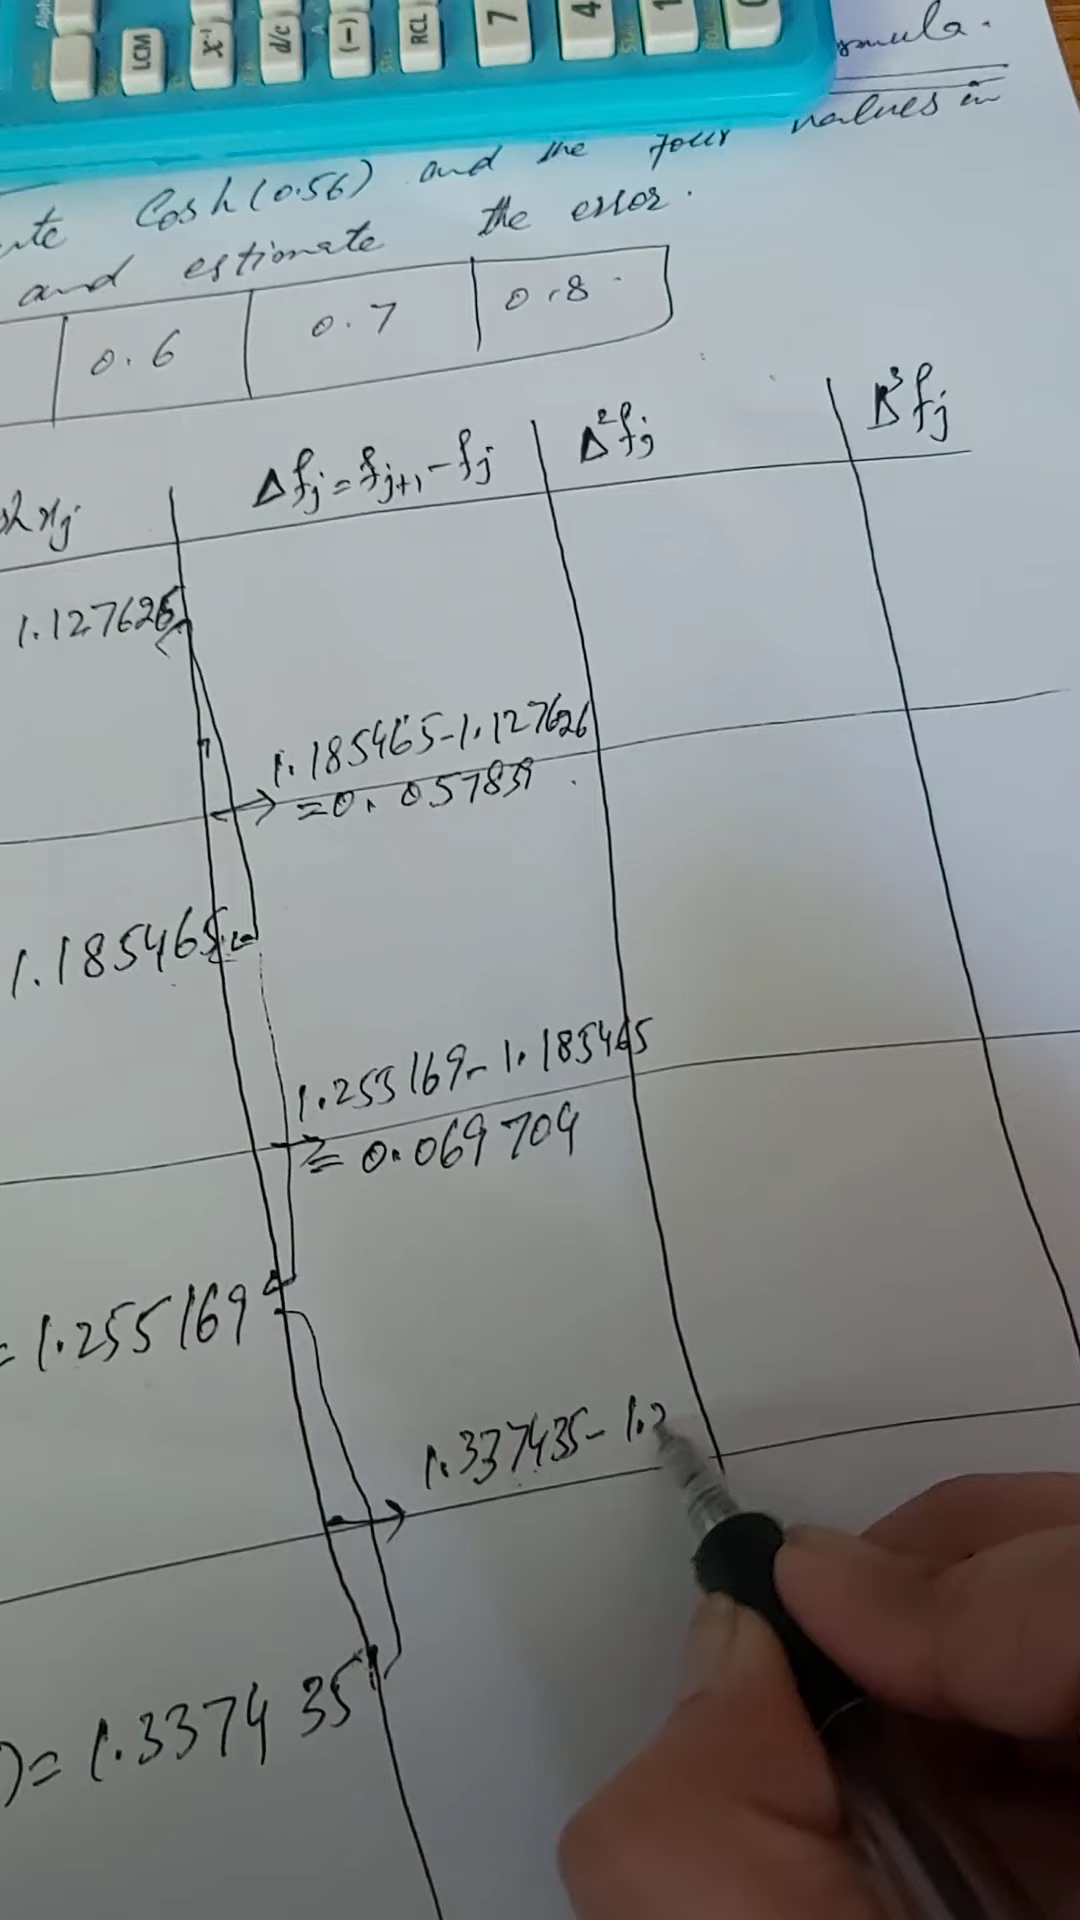 LCM x⁻¹ d/c (-) RCL 7 4 1
values in
Cosh(0.56) and the four
and estimate the error.
0.6 0.7 0.8
xj Δfj = fj+1 - fj Δ²fj Δ³fj
1.127626
1.185465-1.127626
=0.057839
1.185465
1.255169-1.185465
= 0.069704
= 1.255169
1.337435- 1.2
)= 1.337435